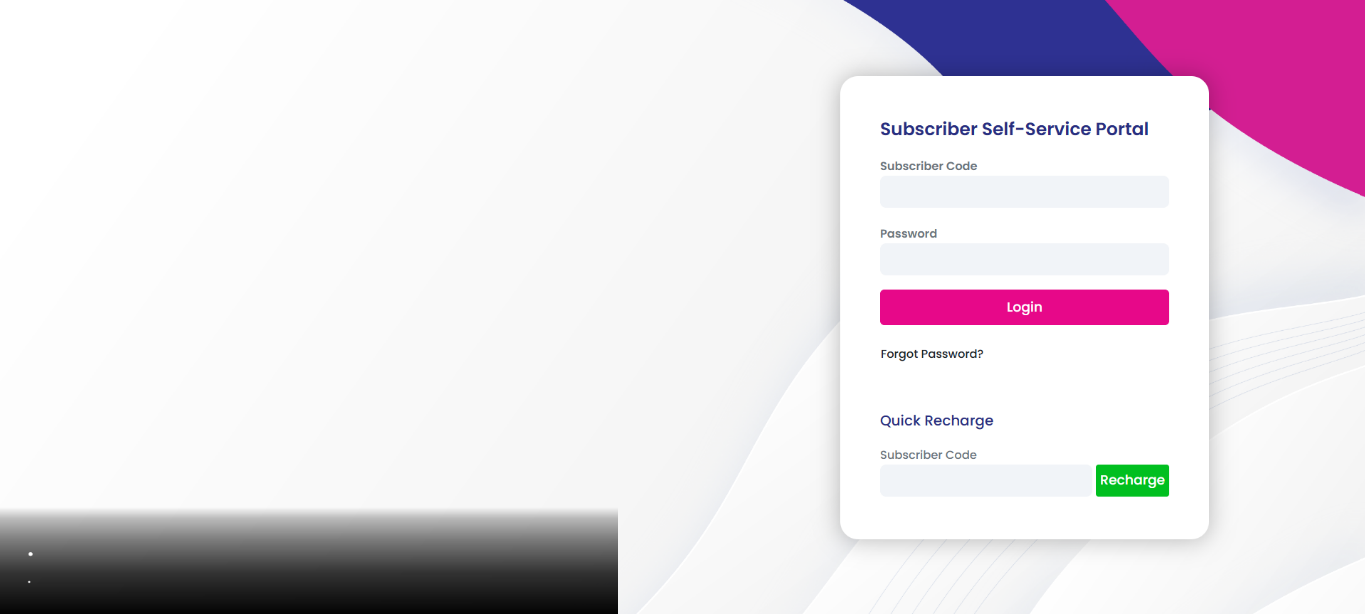 Subscriber Self-Service Portal
Subscriber Code
Password
Login
Forgot Password?
Quick Recharge
Subscriber Code
Recharge